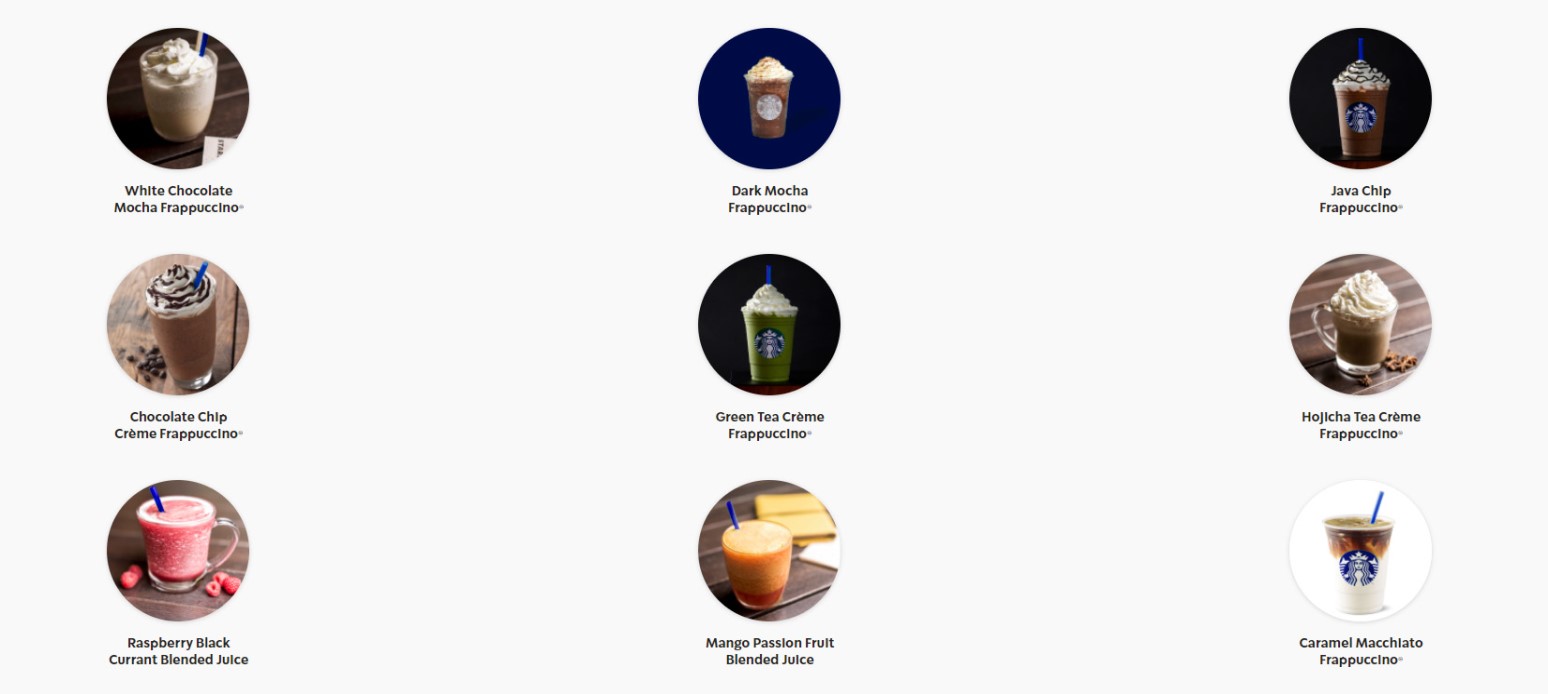 White Chocolate
Mocha Frappuccino®
Dark Mocha
Frappuccino®
Java Chip
Frappuccino®
Chocolate Chip
Crème Frappuccino®
Green Tea Crème
Frappuccino®
Hojicha Tea Crème
Frappuccino®
Raspberry Black
Currant Blended Juice
Mango Passion Fruit
Blended Juice
Caramel Macchiato
Frappuccino®